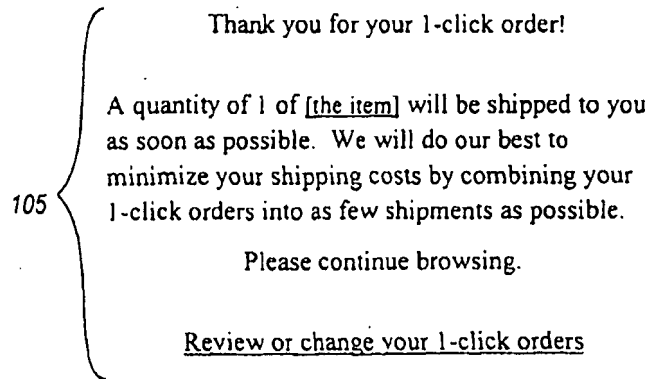 Thank you for your 1-click order!
A quantity of 1 of [the item] will be shipped to you
as soon as possible. We will do our best to
minimize your shipping costs by combining your
105
1-click orders into as few shipments as possible.
Please continue browsing.
Review or change your 1-click orders